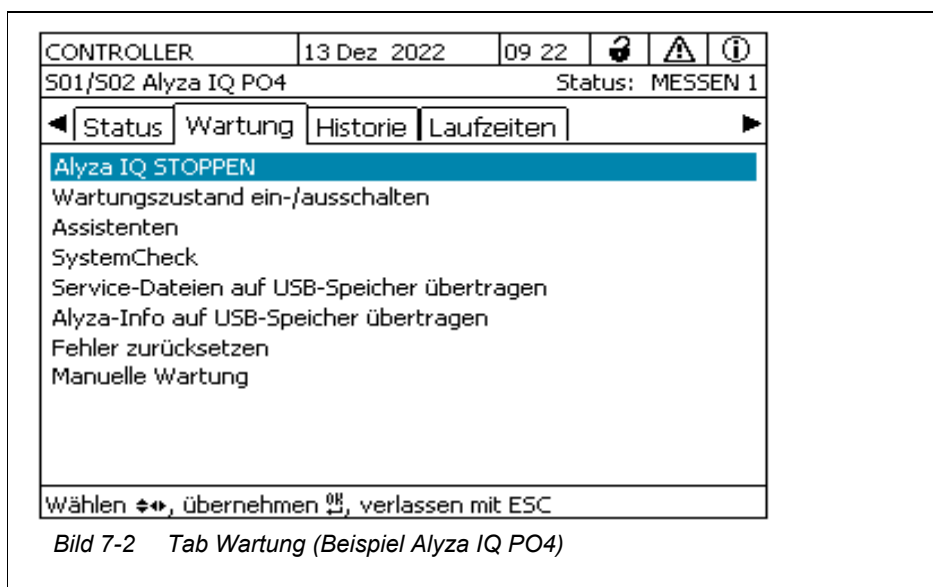 CONTROLLER 13 Dez 2022 09 22
S01/S02 Alyza IQ PO4 Status: MESSEN 1
Status Wartung Historie Laufzeiten
Alyza IQ STOPPEN
Wartungszustand ein-/ausschalten
Assistenten
SystemCheck
Service-Dateien auf USB-Speicher übertragen
Alyza-Info auf USB-Speicher übertragen
Fehler zurücksetzen
Manuelle Wartung
Wählen, übernehmen OK, verlassen mit ESC
Bild 7-2 Tab Wartung (Beispiel Alyza IQ PO4)